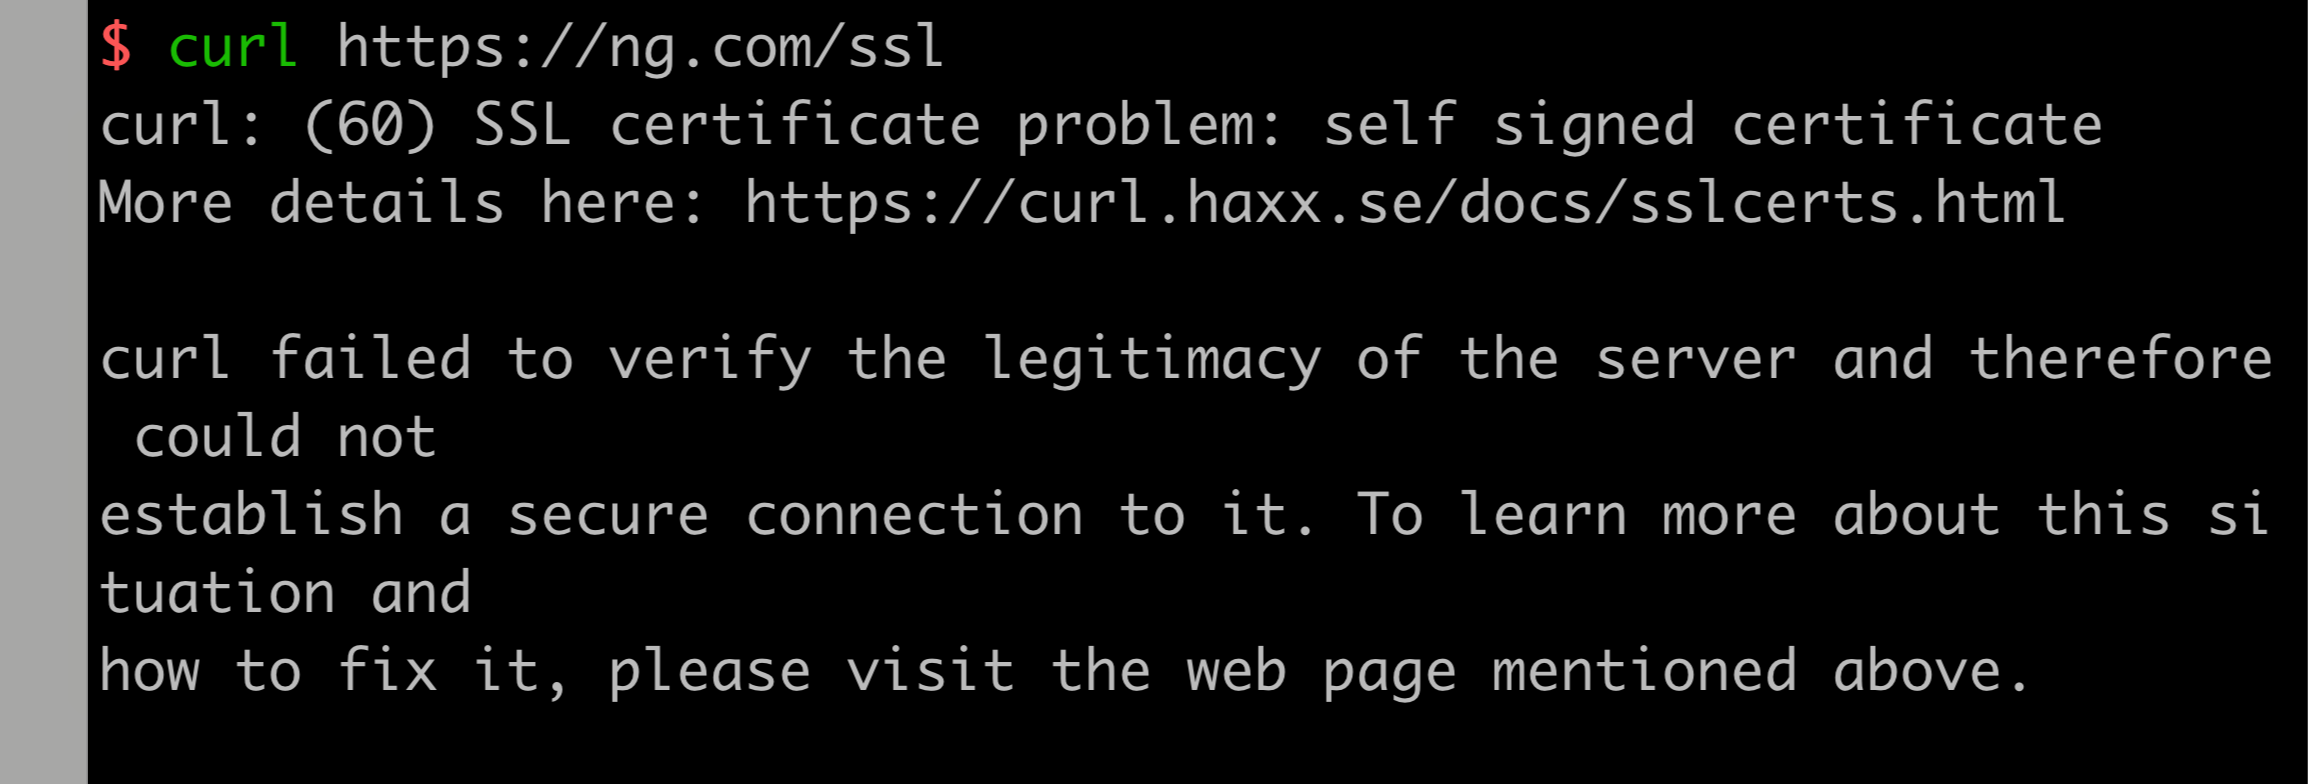 $ curl https://ng.com/ssl
curl: (60) SSL certificate problem: self signed certificate
More details here: https://curl.haxx.se/docs/sslcerts.html
curl failed to verify the legitimacy of the server and therefore
could not
establish a secure connection to it. To learn more about this si
tuation and
how to fix it, please visit the web page mentioned above.